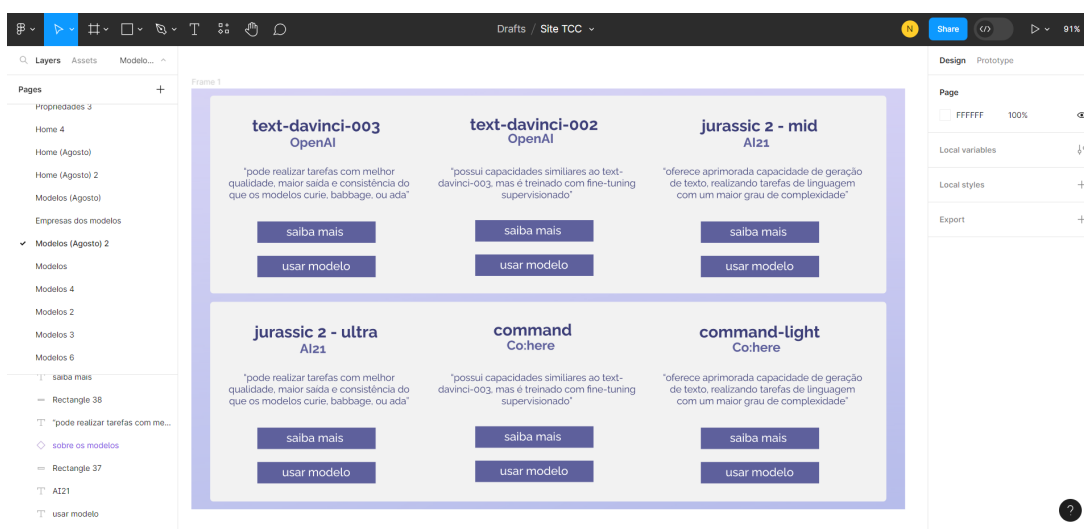 Drafts / Site TCC
N
Share
91%
Layers Assets Modelo...
Pages
Propriedades 3
Home 4
Home (Agosto)
Home (Agosto) 2
Modelos (Agosto)
Empresas dos modelos
Modelos (Agosto) 2
Modelos
Modelos 4
Modelos 2
Modelos 3
Modelos 6
saiba mais
Rectangle 38
"pode realizar tarefas com me...
sobre os modelos
Rectangle 37
AI21
usar modelo
Frame 1
text-davinci-003
OpenAI
"pode realizar tarefas com melhor
qualidade, maior saída e consistência do
que os modelos curie, babbage, ou ada"
saiba mais
usar modelo
text-davinci-002
OpenAI
"possui capacidades similiares ao text-
davinci-003, mas é treinado com fine-tuning
supervisionado"
saiba mais
usar modelo
jurassic 2 - mid
AI21
"oferece aprimorada capacidade de geração
de texto, realizando tarefas de linguagem
com um maior grau de complexidade"
saiba mais
usar modelo
jurassic 2 - ultra
AI21
"pode realizar tarefas com melhor
qualidade, maior saída e consistência do
que os modelos curie, babbage, ou ada"
saiba mais
usar modelo
command
Co:here
"possui capacidades similiares ao text-
davinci-003, mas é treinado com fine-tuning
supervisionado"
saiba mais
usar modelo
command-light
Co:here
"oferece aprimorada capacidade de geração
de texto, realizando tarefas de linguagem
com um maior grau de complexidade"
saiba mais
usar modelo
Design Prototype
Page
FFFFFF 100%
Local variables
Local styles
Export
?